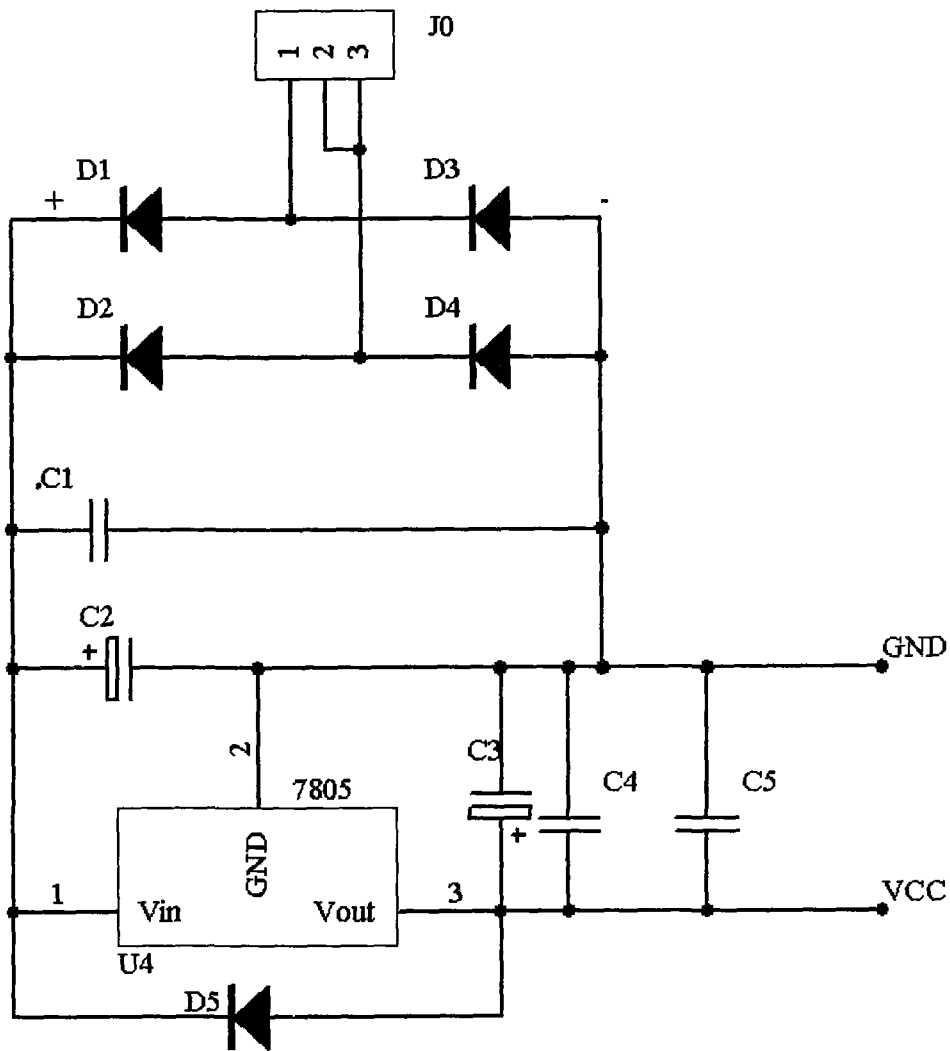 J0
1 2 3
D1 D3
+ -
D2 D4
.C1
C2
+
GND
2
C3
7805
C4 C5
GND
+
1 3
VCC
Vin Vout
U4
D5